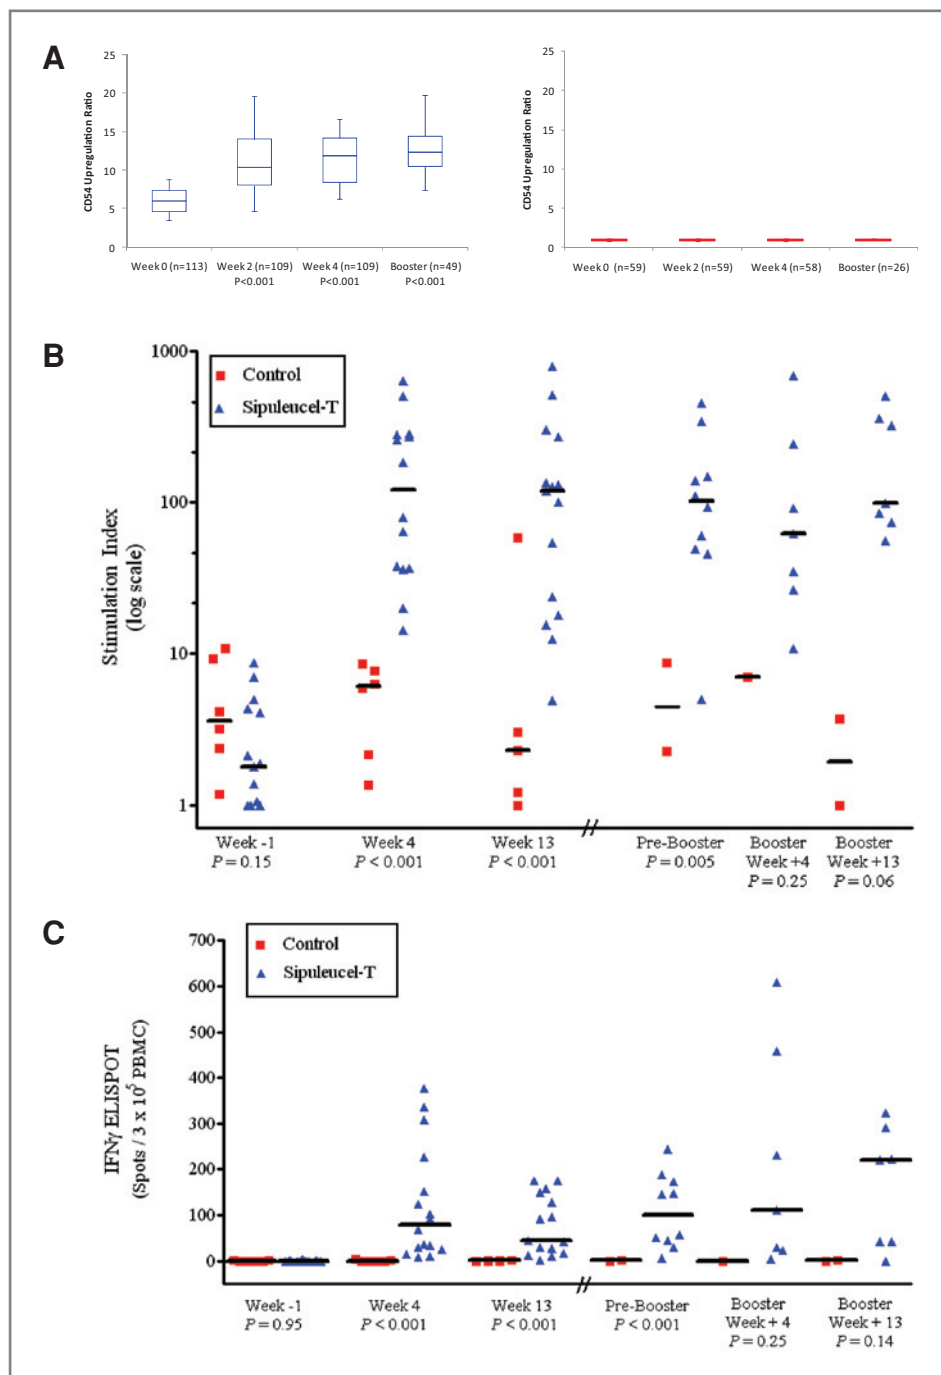 A
25
20
15
10
5
0
CD54 Upregulation Ratio
Week 0 (n=113)
Week 2 (n=109)
P<0.001
Week 4 (n=109)
P<0.001
Booster (n=49)
P<0.001
25
20
15
10
5
0
CD54 Upregulation Ratio
Week 0 (n=59)
Week 2 (n=59)
Week 4 (n=58)
Booster (n=26)
B
1000
100
10
1
Stimulation Index
(log scale)
Control
Sipuleucel-T
Week -1
P = 0.15
Week 4
P < 0.001
Week 13
P < 0.001
Pre-Booster
P = 0.005
Booster
Week +4
P = 0.25
Booster
Week +13
P = 0.06
C
700
600
500
400
300
200
100
0
IFNγ ELISPOT
(Spots / 3 x 10⁵ PBMC)
Control
Sipuleucel-T
Week -1
P = 0.95
Week 4
P < 0.001
Week 13
P < 0.001
Pre-Booster
P < 0.001
Booster
Week + 4
P = 0.25
Booster
Week + 13
P = 0.14